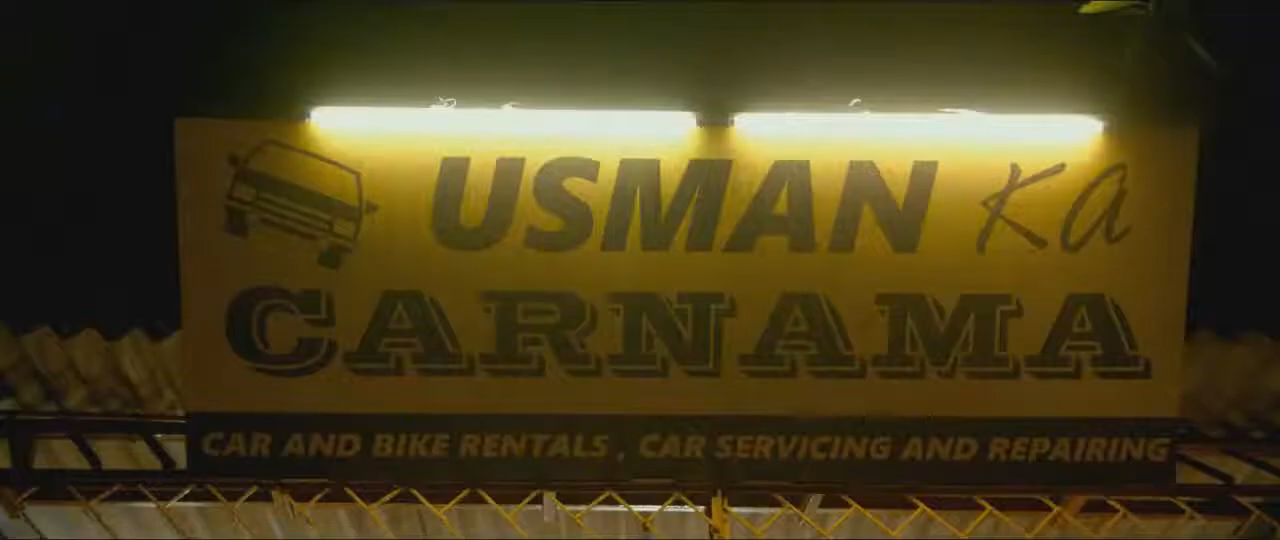 USMAN Ka
CARNAMA
CAR AND BIKE RENTALS , CAR SERVICING AND REPAIRING